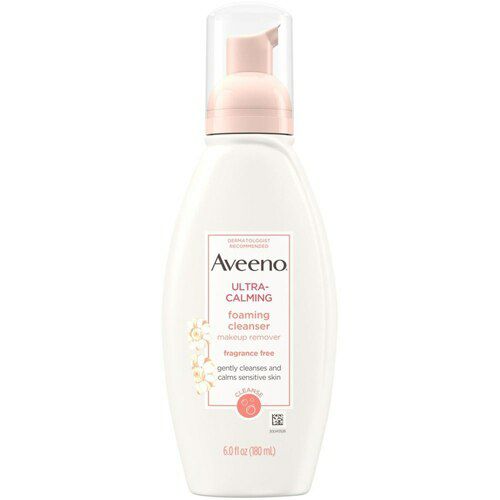 DERMATOLOGIST
RECOMMENDED
Aveeno®
ULTRA-
CALMING
foaming
cleanser
makeup remover
fragrance free
gently cleanses and
calms sensitive skin
CLEANSE
6.0 fl oz (180 mL)